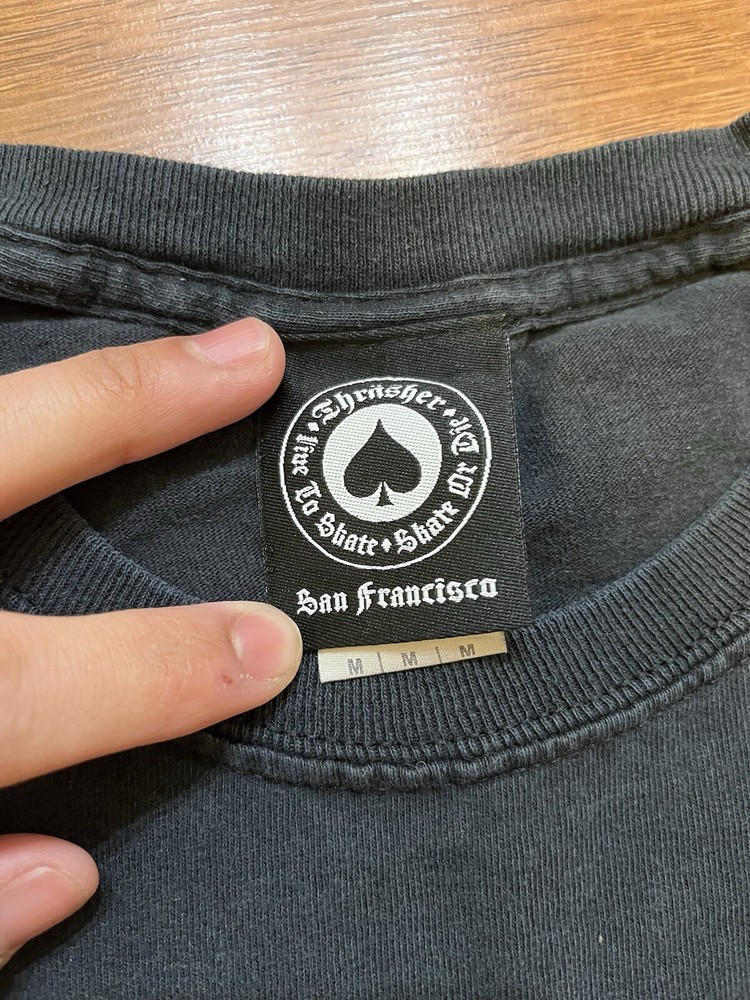 Thrasher
Live To Skate • Skate Or Die
San Francisco
M | M | M